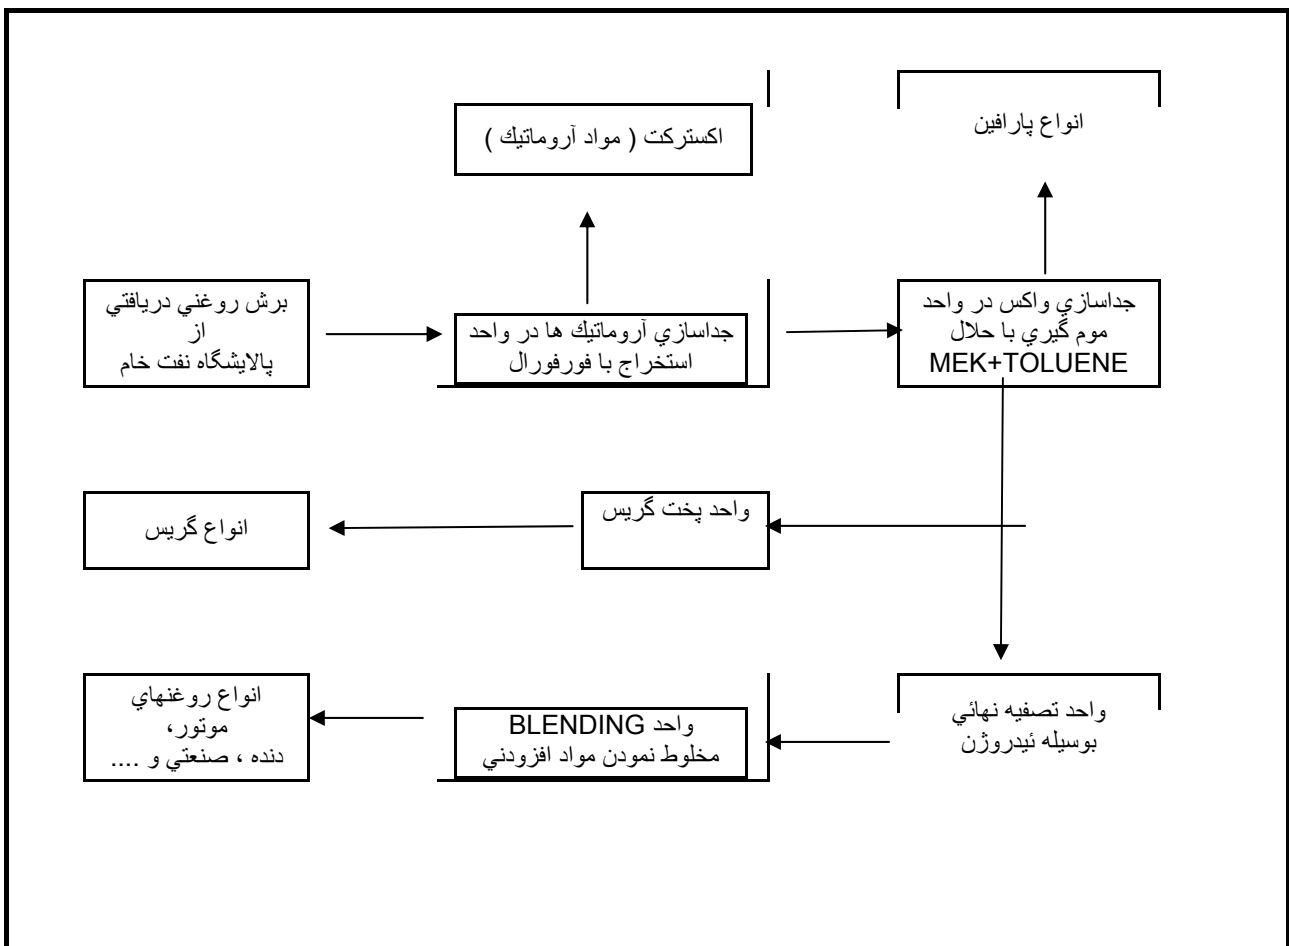 اكستركت ( مواد آروماتيك )
انواع پارافين
برش روغني دريافتي
از
پالايشگاه نفت خام
جداسازي آروماتيك ها در واحد
استخراج با فورفورال
جداسازي واكس در واحد
موم گيري با حلال
MEK+TOLUENE
انواع گريس
واحد پخت گريس
انواع روغنهاي
موتور،
دنده ، صنعتي و ....
واحد BLENDING
مخلوط نمودن مواد افزودني
واحد تصفيه نهائي
بوسيله ئيدروژن